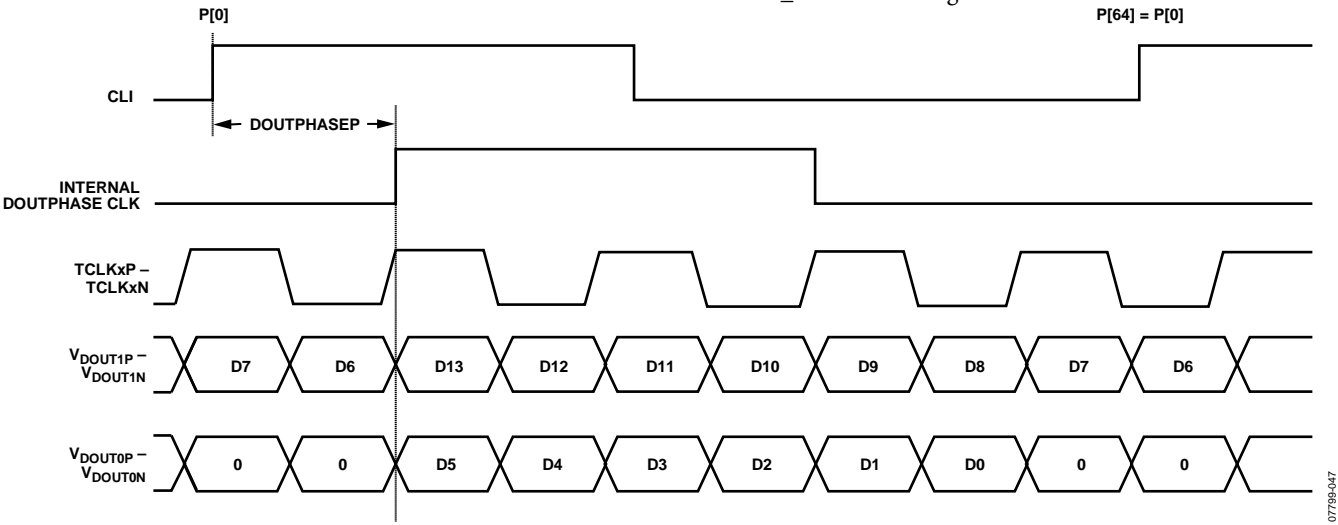 P[0]
P[64] = P[0]
CLI
DOUTPHASEP
INTERNAL
DOUTPHASE CLK
TCLKxP –
TCLKxN
VDOUT1P –
VDOUT1N
D7 D6 D13 D12 D11 D10 D9 D8 D7 D6
VDOUT0P –
VDOUT0N
0 0 D5 D4 D3 D2 D1 D0 0 0
07799-047